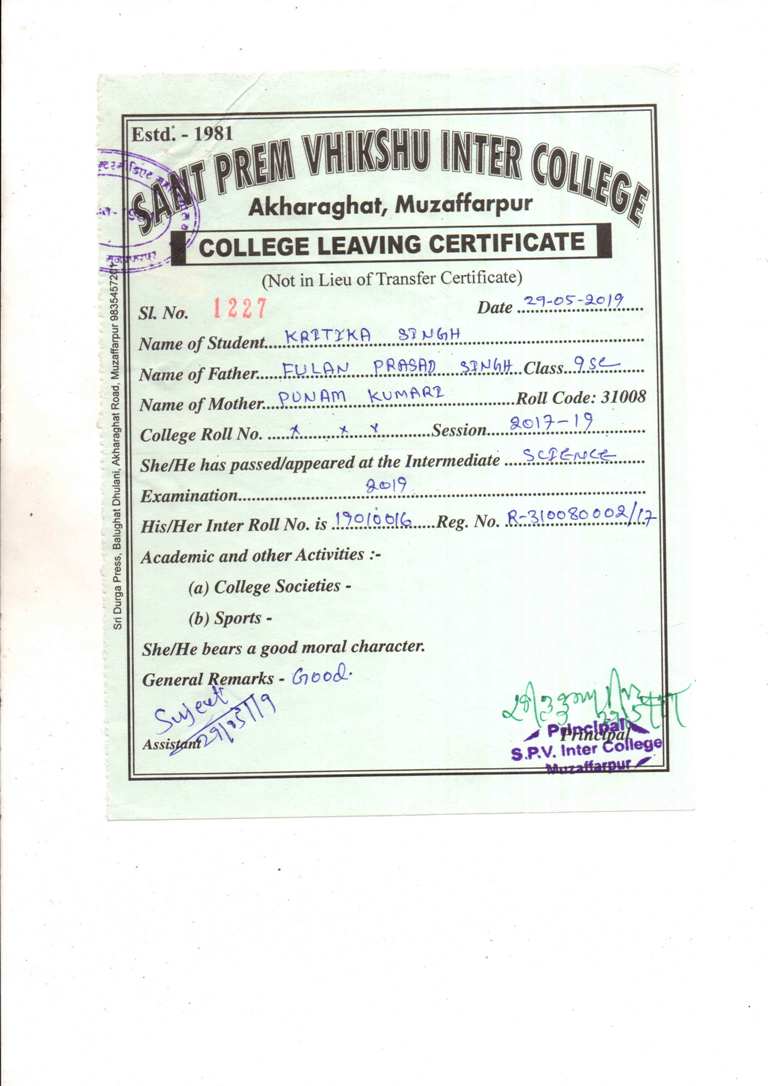 Estd. - 1981
SANT PREM VHIKSHU INTER COLLEGE
Akharaghat, Muzaffarpur
COLLEGE LEAVING CERTIFICATE
(Not in Lieu of Transfer Certificate)
Sl. No. 1227 Date 29-05-2019
Name of Student KRITIKA SINGH
Name of Father FULAN PRASAD SINGH Class
Name of Mother PUNAM KUMARI Roll Code: 31008
College Roll No. x x x Session 2017-19
She/He has passed/appeared at the Intermediate SCIENCE
Examination 2019
His/Her Inter Roll No. is 19010016 Reg. No. R-310080002/17
Academic and other Activities :-
(a) College Societies -
(b) Sports -
She/He bears a good moral character.
General Remarks - Good.
Sujeet
29/05/19
Assistant
Principal
Principal
S.P.V. Inter College
Muzaffarpur
Sri Durga Press, Balughat Dhulani, Akharaghat Road, Muzaffarpur